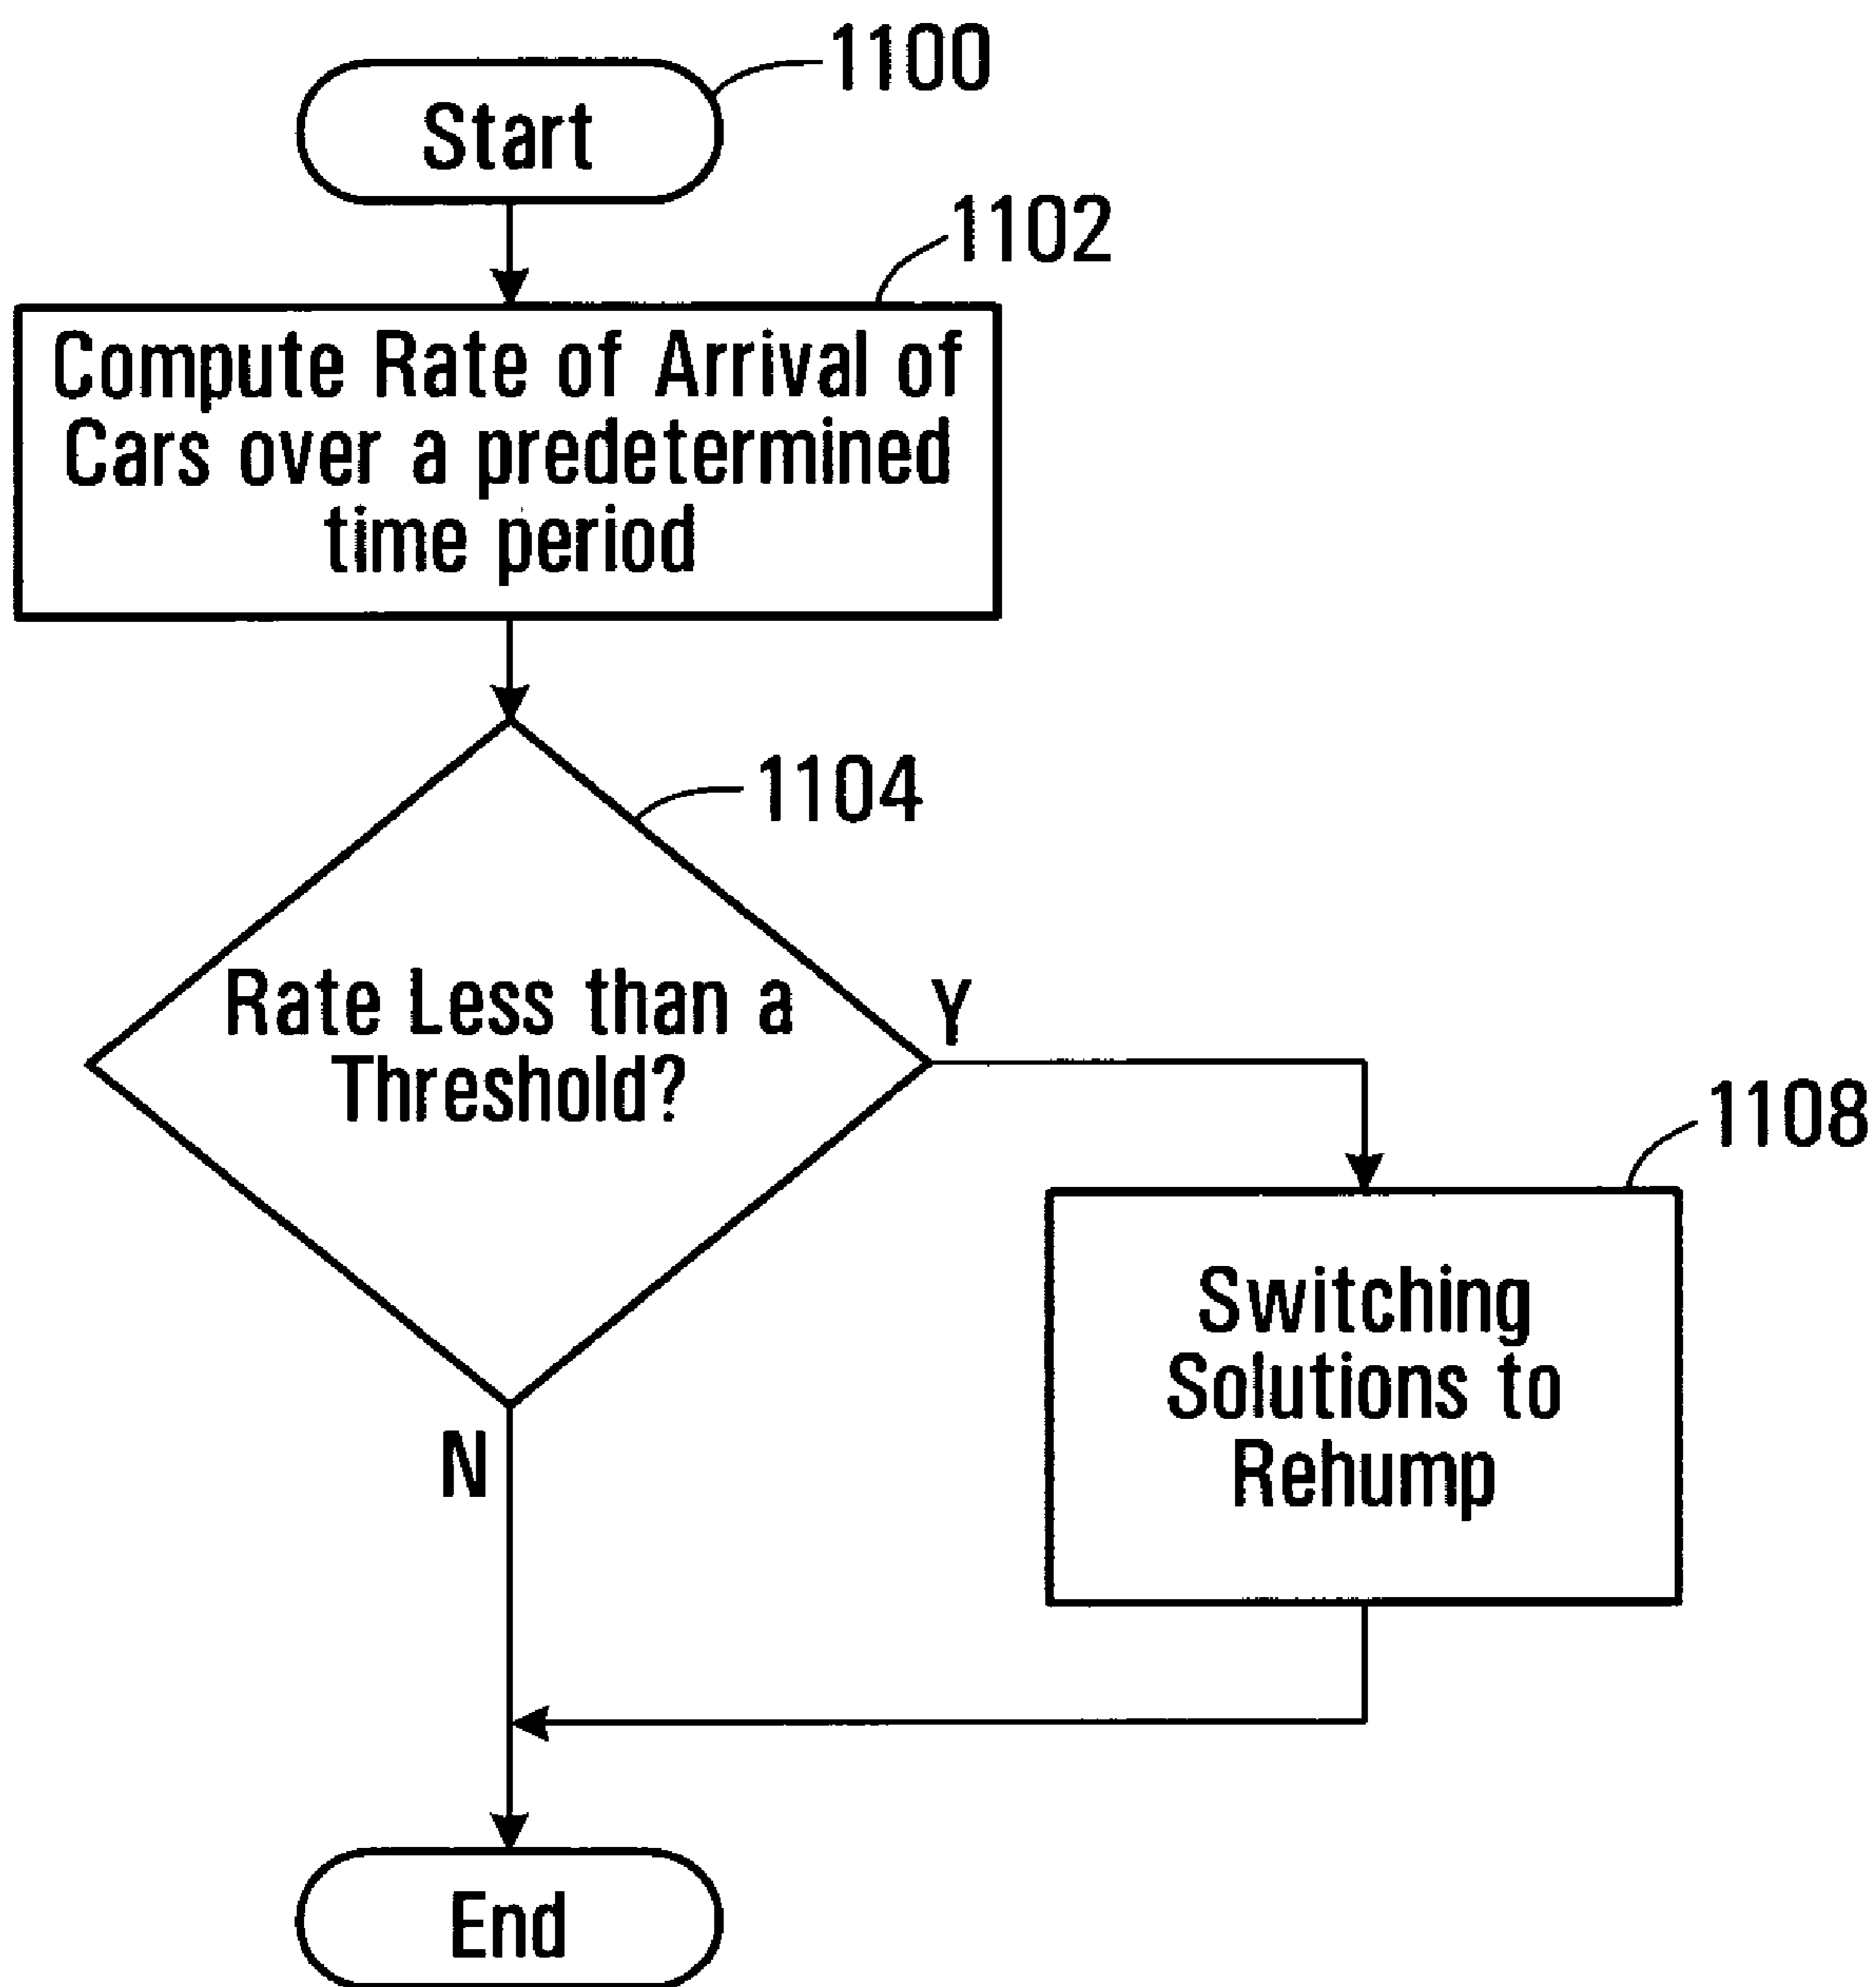 1100
Start
1102
Compute Rate of Arrival of
Cars over a predetermined
time period
1104
Rate Less than a
Threshold?
Y
1108
Switching
Solutions to
Rehump
N
End